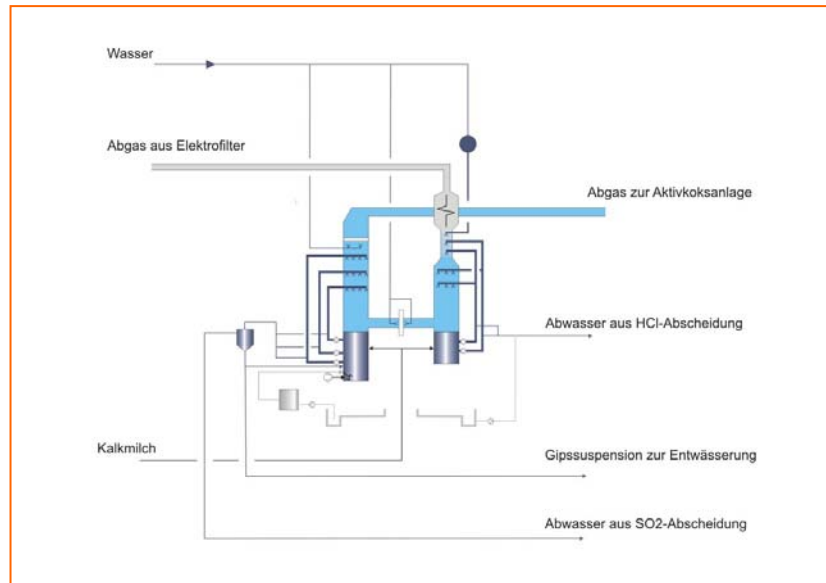 Wasser
Abgas aus Elektrofilter
Abgas zur Aktivkoksanlage
Abwasser aus HCl-Abscheidung
Kalkmilch
Gipssuspension zur Entwässerung
Abwasser aus SO2-Abscheidung